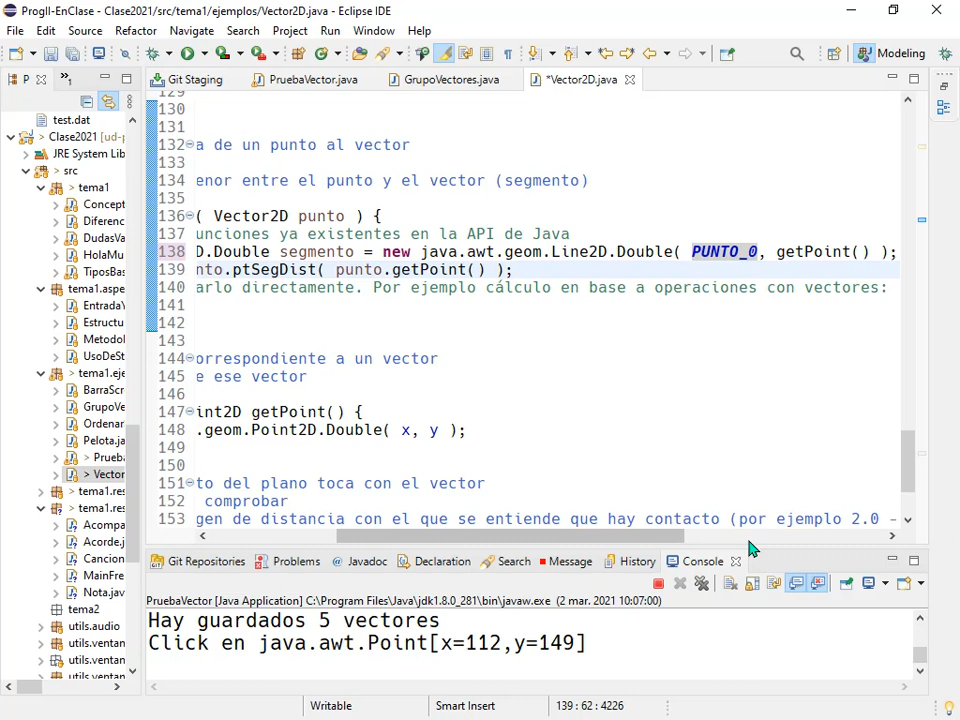 ProgII-EnClase - Clase2021/src/tema1/ejemplos/Vector2D.java - Eclipse IDE
File Edit Source Refactor Navigate Search Project Run Window Help
Modeling
P
Git Staging
PruebaVector.java
GrupoVectores.java
*Vector2D.java
test.dat
> Clase2021 [ud-p
JRE System Lib
> src
> tema1
Concept
Diferenc
DudasVa
HolaMu
TiposBas
tema1.aspe
EntradaY
Estructu
Metodol
UsoDeSt
> tema1.eje
BarraScr
GrupoVe
Ordenar
Pelota.ja
> Prueb
> Vector
> tema1.res
> tema1.res
Acompa
Acorde.j
Cancion
MainFre
Nota.jav
tema2
utils.audio
utils.ventan
utils.ventan
utils.ventan
129
130
131
132 a de un punto al vector
133
134 enor entre el punto y el vector (segmento)
135
136 ( Vector2D punto ) {
137 unciones ya existentes en la API de Java
138 D.Double segmento = new java.awt.geom.Line2D.Double( PUNTO_0, getPoint() );
139 nto.ptSegDist( punto.getPoint() );
140 arlo directamente. Por ejemplo cálculo en base a operaciones con vectores:
141
142
143
144 orrespondiente a un vector
145 e ese vector
146
147 int2D getPoint() {
148 .geom.Point2D.Double( x, y );
149
150
151 to del plano toca con el vector
152 comprobar
153 gen de distancia con el que se entiende que hay contacto (por ejemplo 2.0 -
Git Repositories
Problems
Javadoc
Declaration
Search
Message
History
Console
PruebaVector [Java Application] C:\Program Files\Java\jdk1.8.0_281\bin\javaw.exe (2 mar. 2021 10:07:00)
Hay guardados 5 vectores
Click en java.awt.Point[x=112,y=149]
Writable
Smart Insert
139 : 62 : 4226